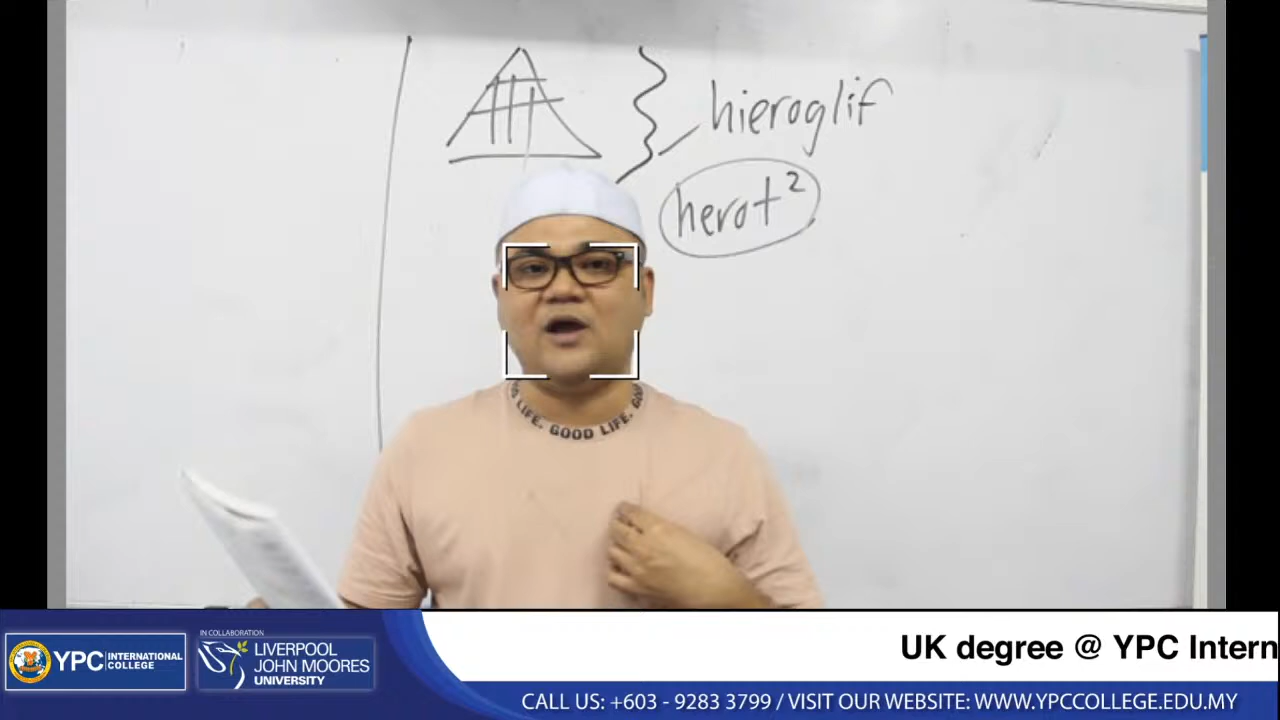 hieroglif
herot²
LIFE. GOOD LIFE.
YPC INTERNATIONAL COLLEGE
IN COLLABORATION
LIVERPOOL
JOHN MOORES
UNIVERSITY
UK degree @ YPC Intern
CALL US: +603 - 9283 3799 / VISIT OUR WEBSITE: WWW.YPCCOLLEGE.EDU.MY